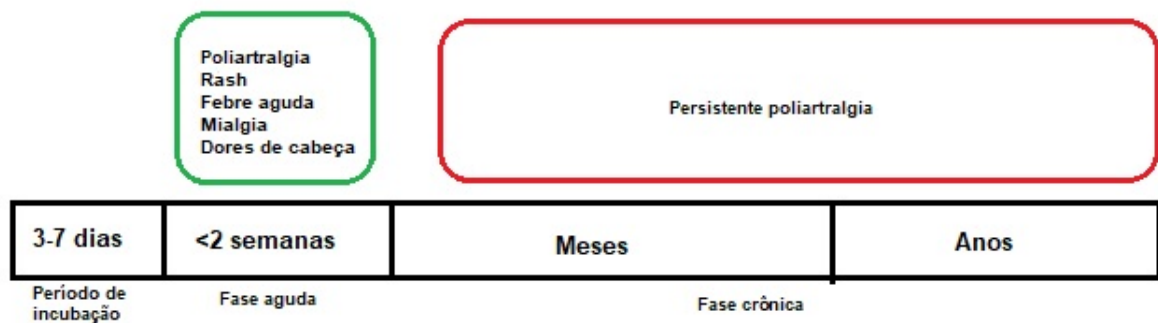 Poliartralgia
Rash
Febre aguda
Mialgia
Dores de cabeça
Persistente poliartralgia
3-7 dias
<2 semanas
Meses
Anos
Período de
incubação
Fase aguda
Fase crônica